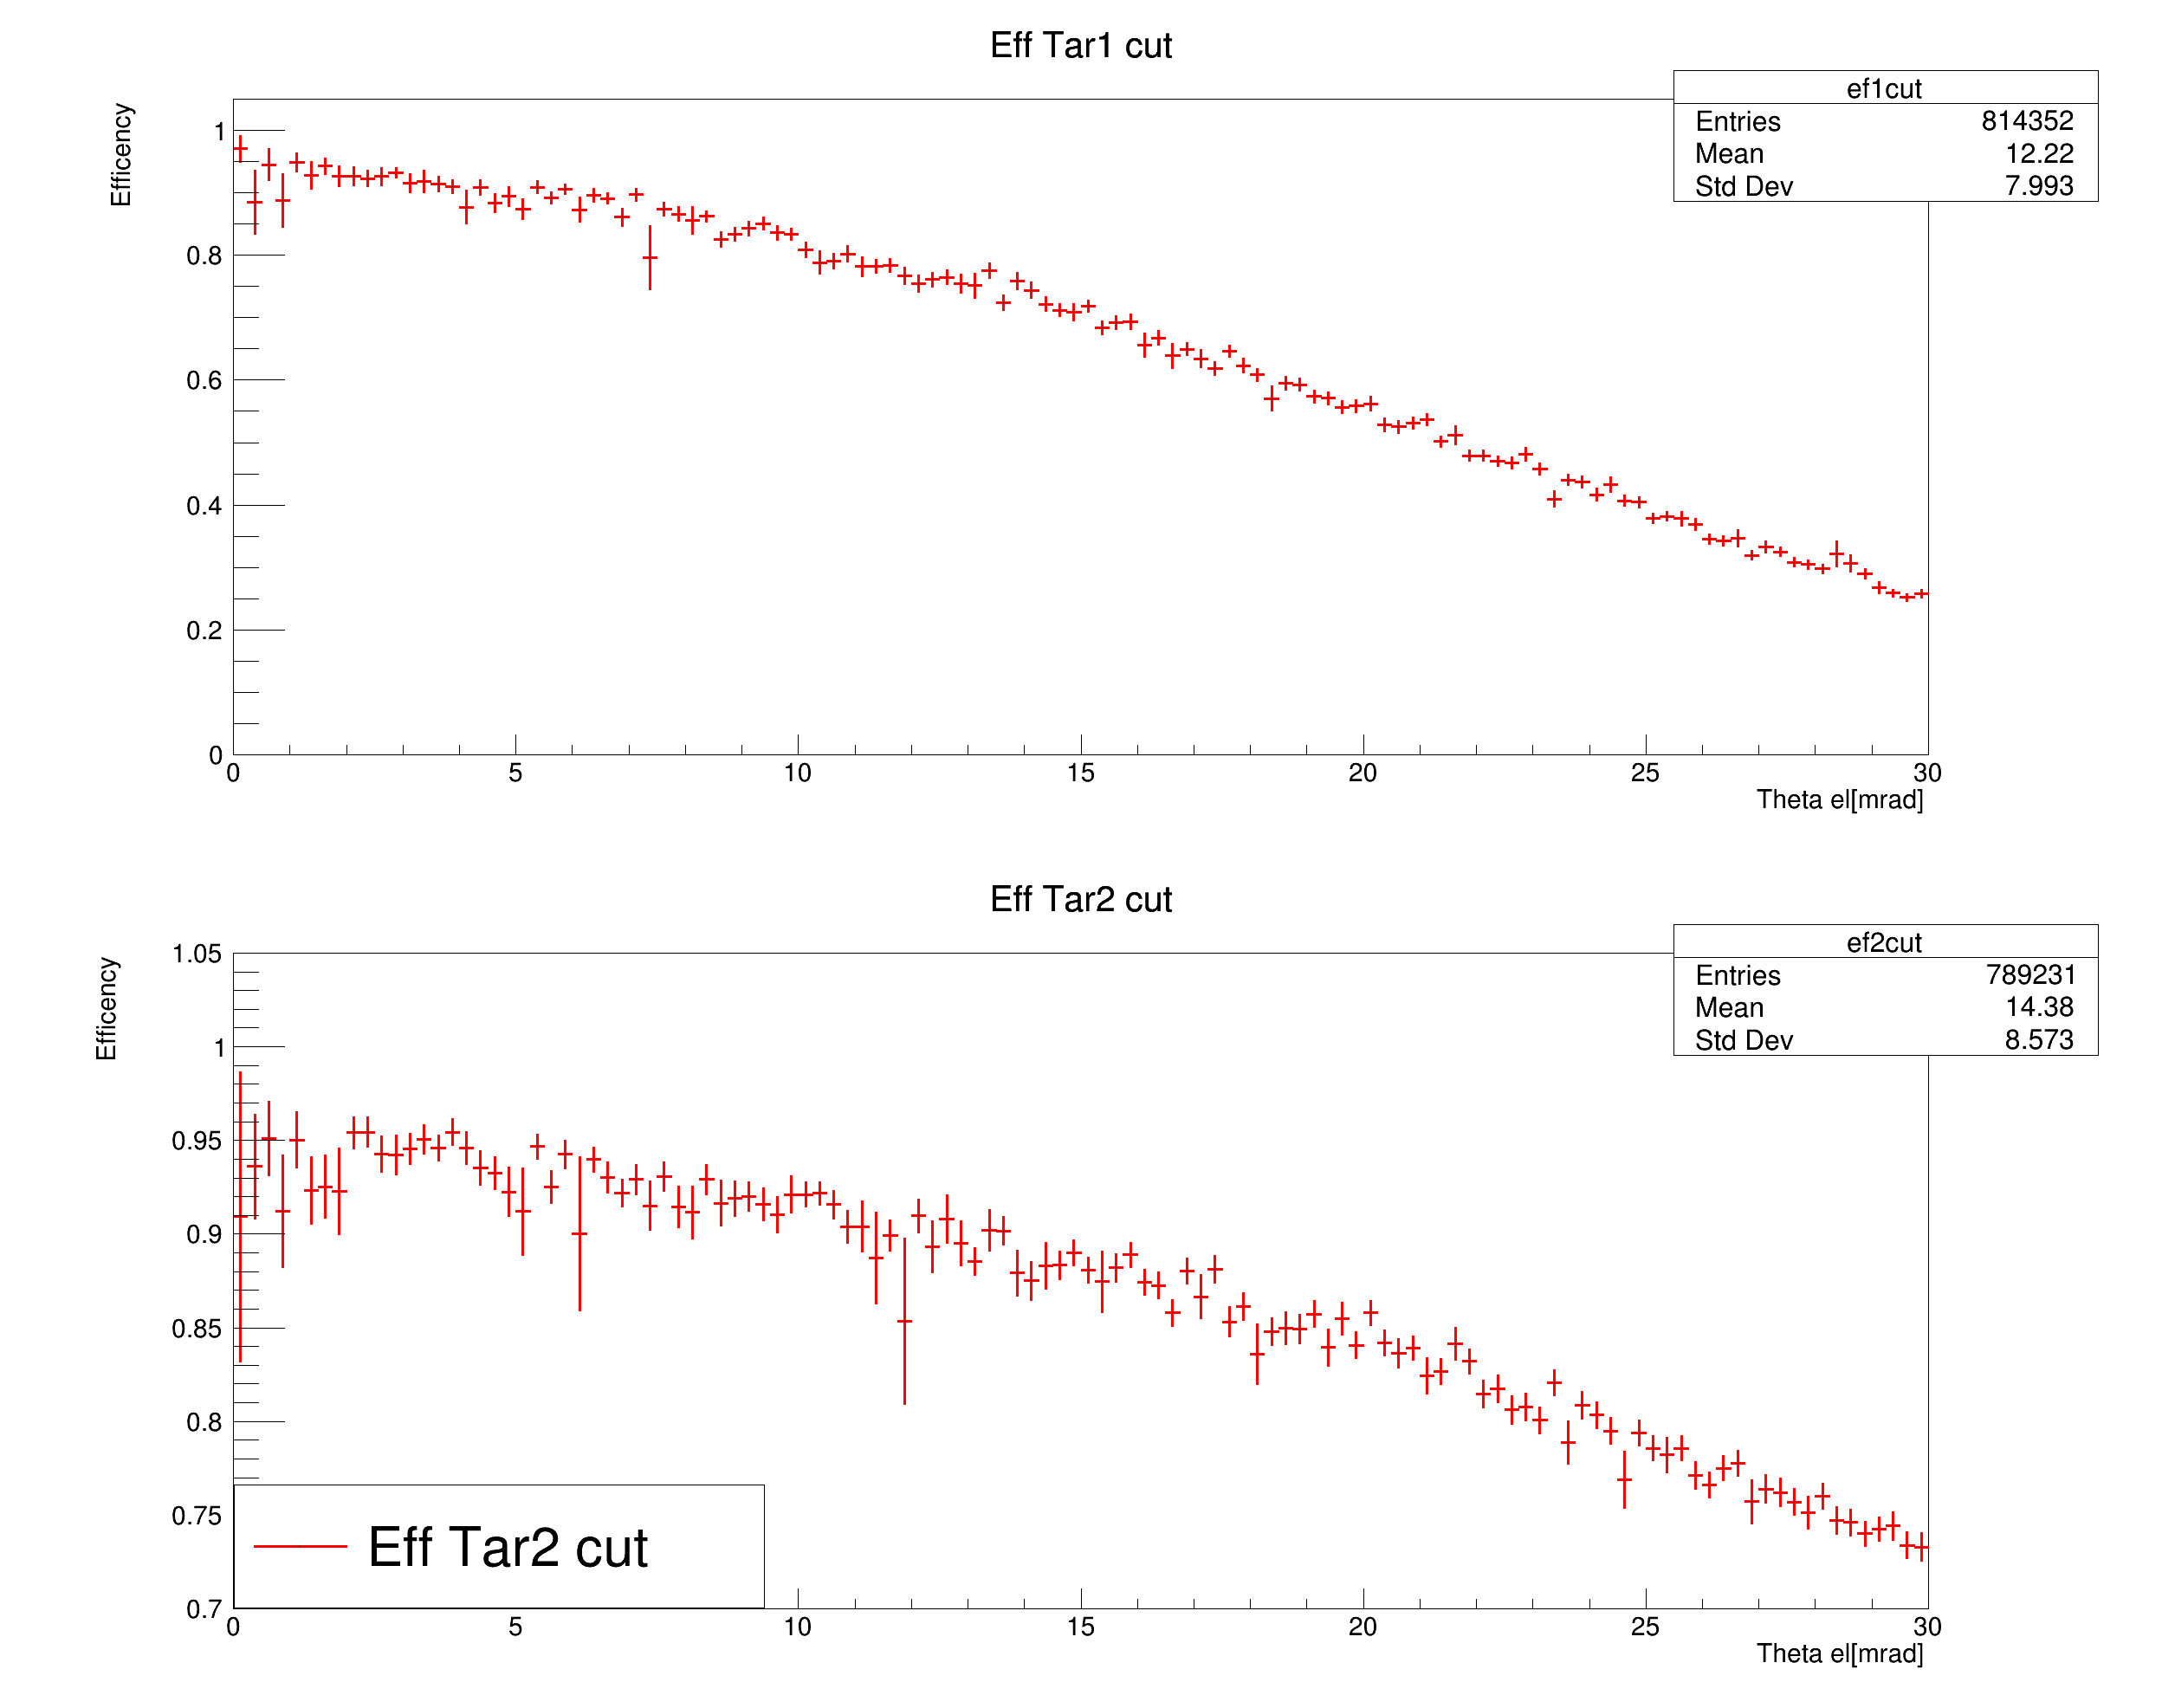 Eff Tar1 cut
Efficency
ef1cut
Entries 814352
Mean 12.22
Std Dev 7.993
1
0.8
0.6
0.4
0.2
0
0 5 10 15 20 25 30
Theta el[mrad]
Eff Tar2 cut
Efficency
ef2cut
Entries 789231
Mean 14.38
Std Dev 8.573
1.05
1
0.95
0.9
0.85
0.8
0.75
0.7
Eff Tar2 cut
0 5 10 15 20 25 30
Theta el[mrad]